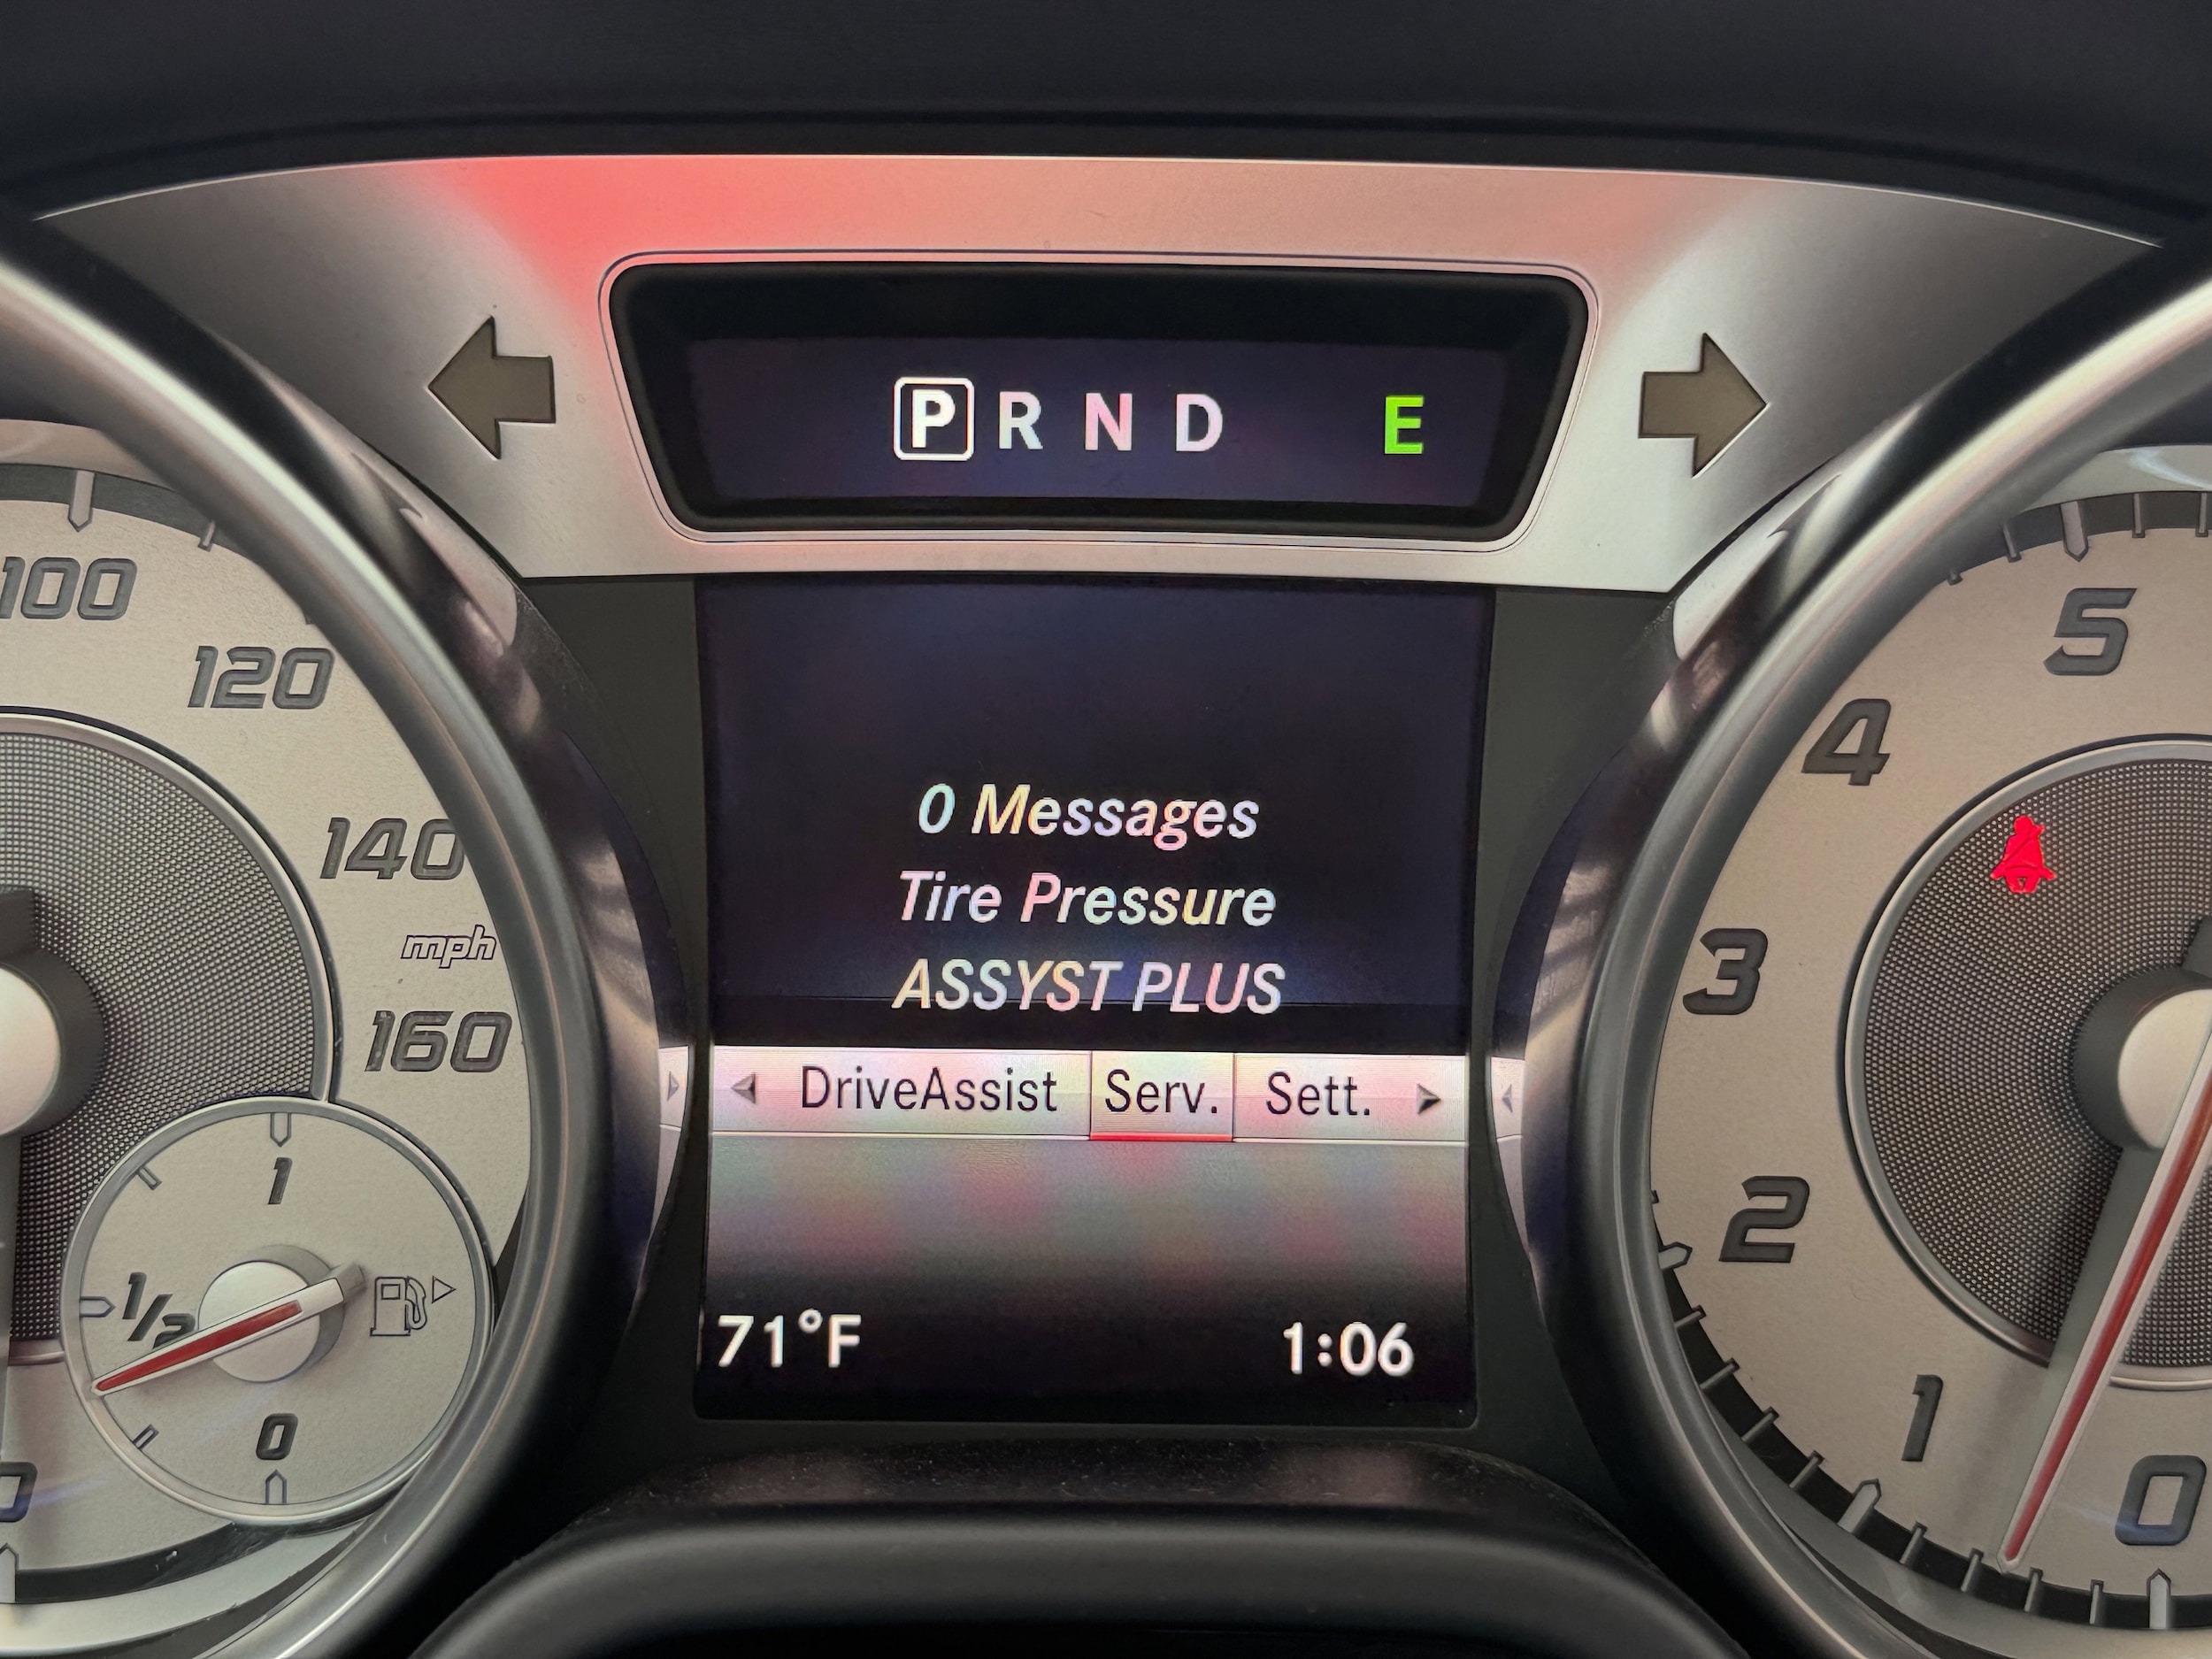 P R N D E
100
120
140
mph
160
1
1/2
0
0 Messages
Tire Pressure
ASSYST PLUS
DriveAssist Serv. Sett.
71°F 1:06
5
4
3
2
1
0